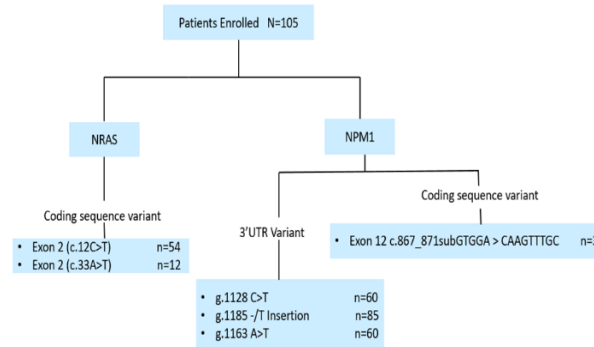 Patients Enrolled N=105
NRAS
NPM1
Coding sequence variant
• Exon 2 (c.12C>T) n=54
• Exon 2 (c.33A>T) n=12
3'UTR Variant
• g.1128 C>T n=60
• g.1185 -/T Insertion n=85
• g.1163 A>T n=60
Coding sequence variant
• Exon 12 c.867_871subGTGGA > CAAGTTTGC